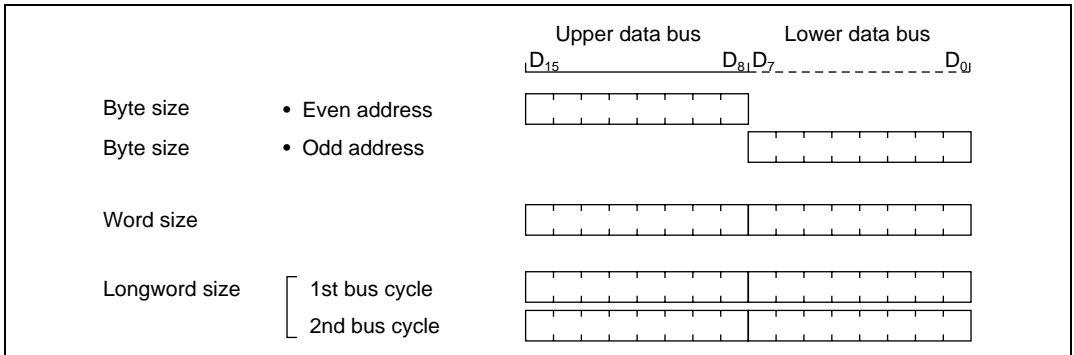 Upper data bus Lower data bus
D15 D8 D7 D0
Byte size • Even address
Byte size • Odd address
Word size
Longword size 1st bus cycle
2nd bus cycle